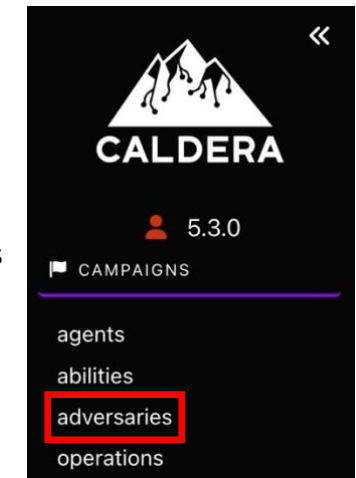 CALDERA
5.3.0
CAMPAIGNS
agents
abilities
adversaries
operations